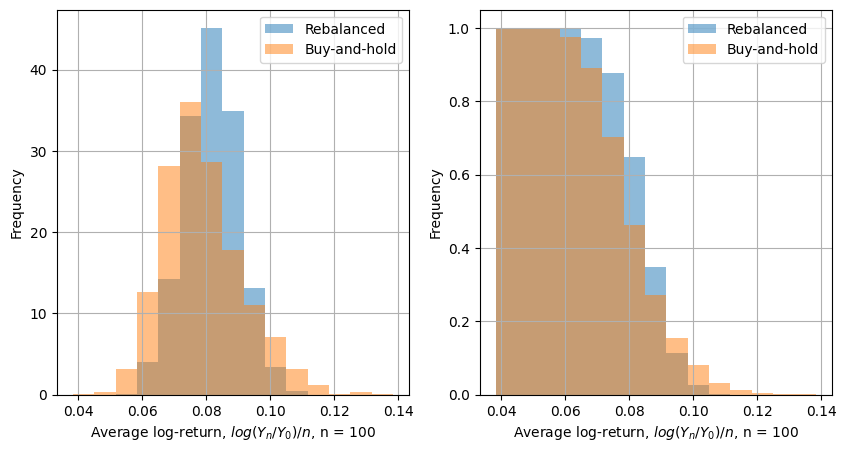 Rebalanced
Buy-and-hold
Frequency
40
30
20
10
0
0.04 0.06 0.08 0.10 0.12 0.14
Average log-return, log(Yₙ/Y₀)/n, n = 100
Rebalanced
Buy-and-hold
Frequency
1.0
0.8
0.6
0.4
0.2
0.0
0.04 0.06 0.08 0.10 0.12 0.14
Average log-return, log(Yₙ/Y₀)/n, n = 100